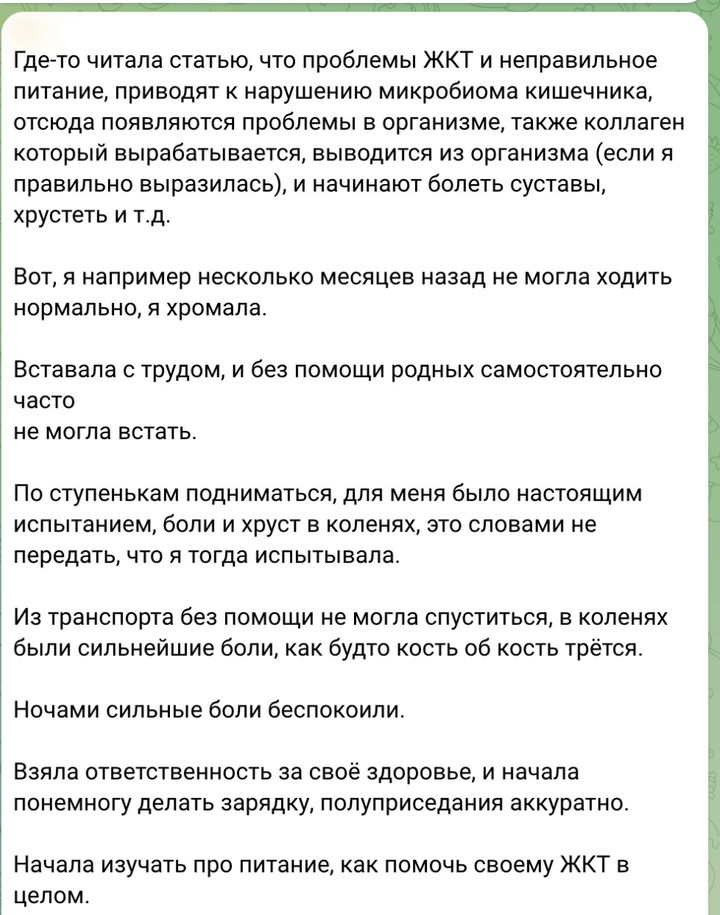 Где-то читала статью, что проблемы ЖКТ и неправильное
питание, приводят к нарушению микробиома кишечника,
отсюда появляются проблемы в организме, также коллаген
который вырабатывается, выводится из организма (если я
правильно выразилась), и начинают болеть суставы,
хрустеть и т.д.
Вот, я например несколько месяцев назад не могла ходить
нормально, я хромала.
Вставала с трудом, и без помощи родных самостоятельно
часто
не могла встать.
По ступенькам подниматься, для меня было настоящим
испытанием, боли и хруст в коленях, это словами не
передать, что я тогда испытывала.
Из транспорта без помощи не могла спуститься, в коленях
были сильнейшие боли, как будто кость об кость трётся.
Ночами сильные боли беспокоили.
Взяла ответственность за своё здоровье, и начала
понемногу делать зарядку, полуприседания аккуратно.
Начала изучать про питание, как помочь своему ЖКТ в
целом.